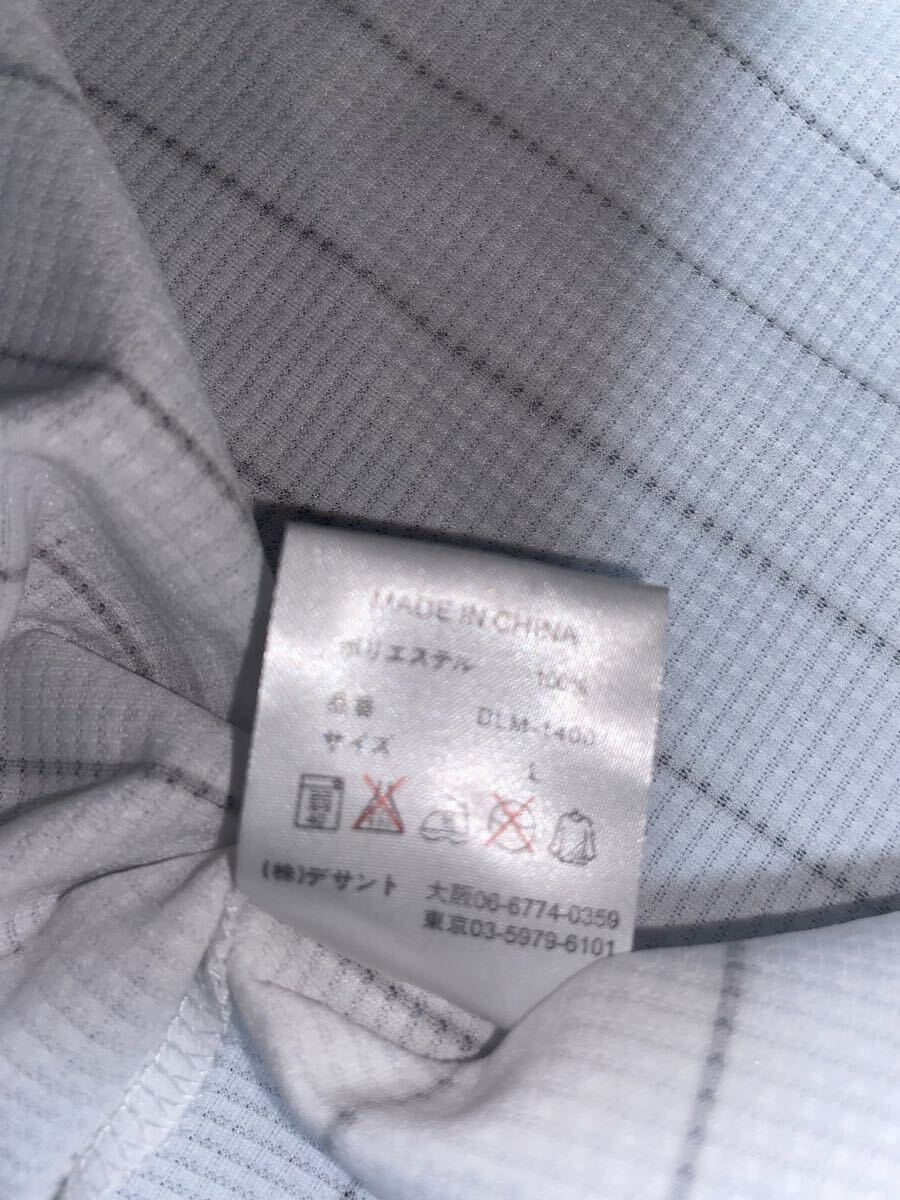 MADE IN CHINA
ポリエステル 100%
品番 DLM-1400
サイズ L
(株)デサント 大阪06-6774-0359
東京03-5979-6101